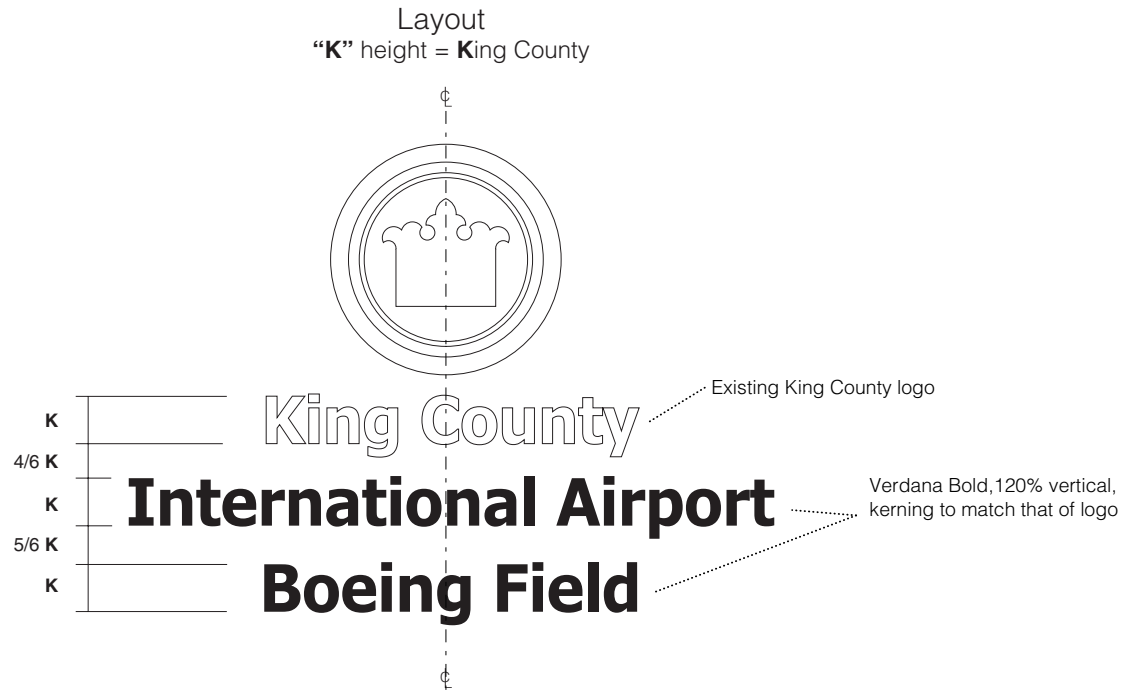 Layout
“K” height = King County
℄
Existing King County logo
King County
K
4/6 K
International Airport
K
Verdana Bold,120% vertical,
kerning to match that of logo
5/6 K
Boeing Field
K
℄